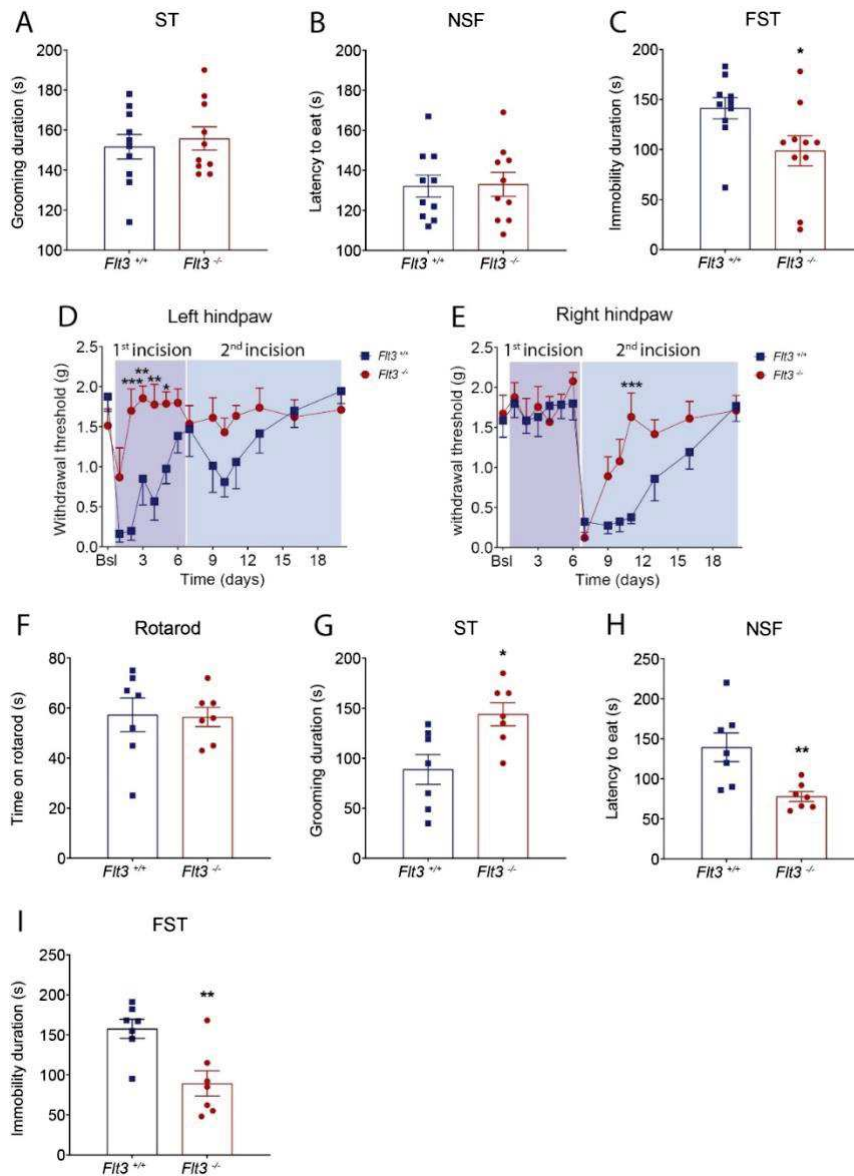 A
ST
Grooming duration (s)
200
180
160
140
120
100
Flt3 +/+
Flt3 -/-
B
NSF
Latency to eat (s)
200
180
160
140
120
100
Flt3 +/+
Flt3 -/-
C
FST
Immobility duration (s)
200
150
100
50
0
*
Flt3 +/+
Flt3 -/-
D
Left hindpaw
1st incision
2nd incision
Withdrawal threshold (g)
2.5
2.0
1.5
1.0
0.5
0.0
***
**
**
*
Bsl 3 6 9 12 15 18
Time (days)
Flt3 +/+
Flt3 -/-
E
Right hindpaw
1st incision
2nd incision
withdrawal threshold (g)
2.5
2.0
1.5
1.0
0.5
0.0
***
Bsl 3 6 9 12 15 18
Time (days)
Flt3 +/+
Flt3 -/-
F
Rotarod
Time on rotarod (s)
80
60
40
20
0
Flt3 +/+
Flt3 -/-
G
ST
Grooming duration (s)
200
150
100
50
0
*
Flt3 +/+
Flt3 -/-
H
NSF
Latency to eat (s)
250
200
150
100
50
0
**
Flt3 +/+
Flt3 -/-
I
FST
Immobility duration (s)
250
200
150
100
50
0
**
Flt3 +/+
Flt3 -/-